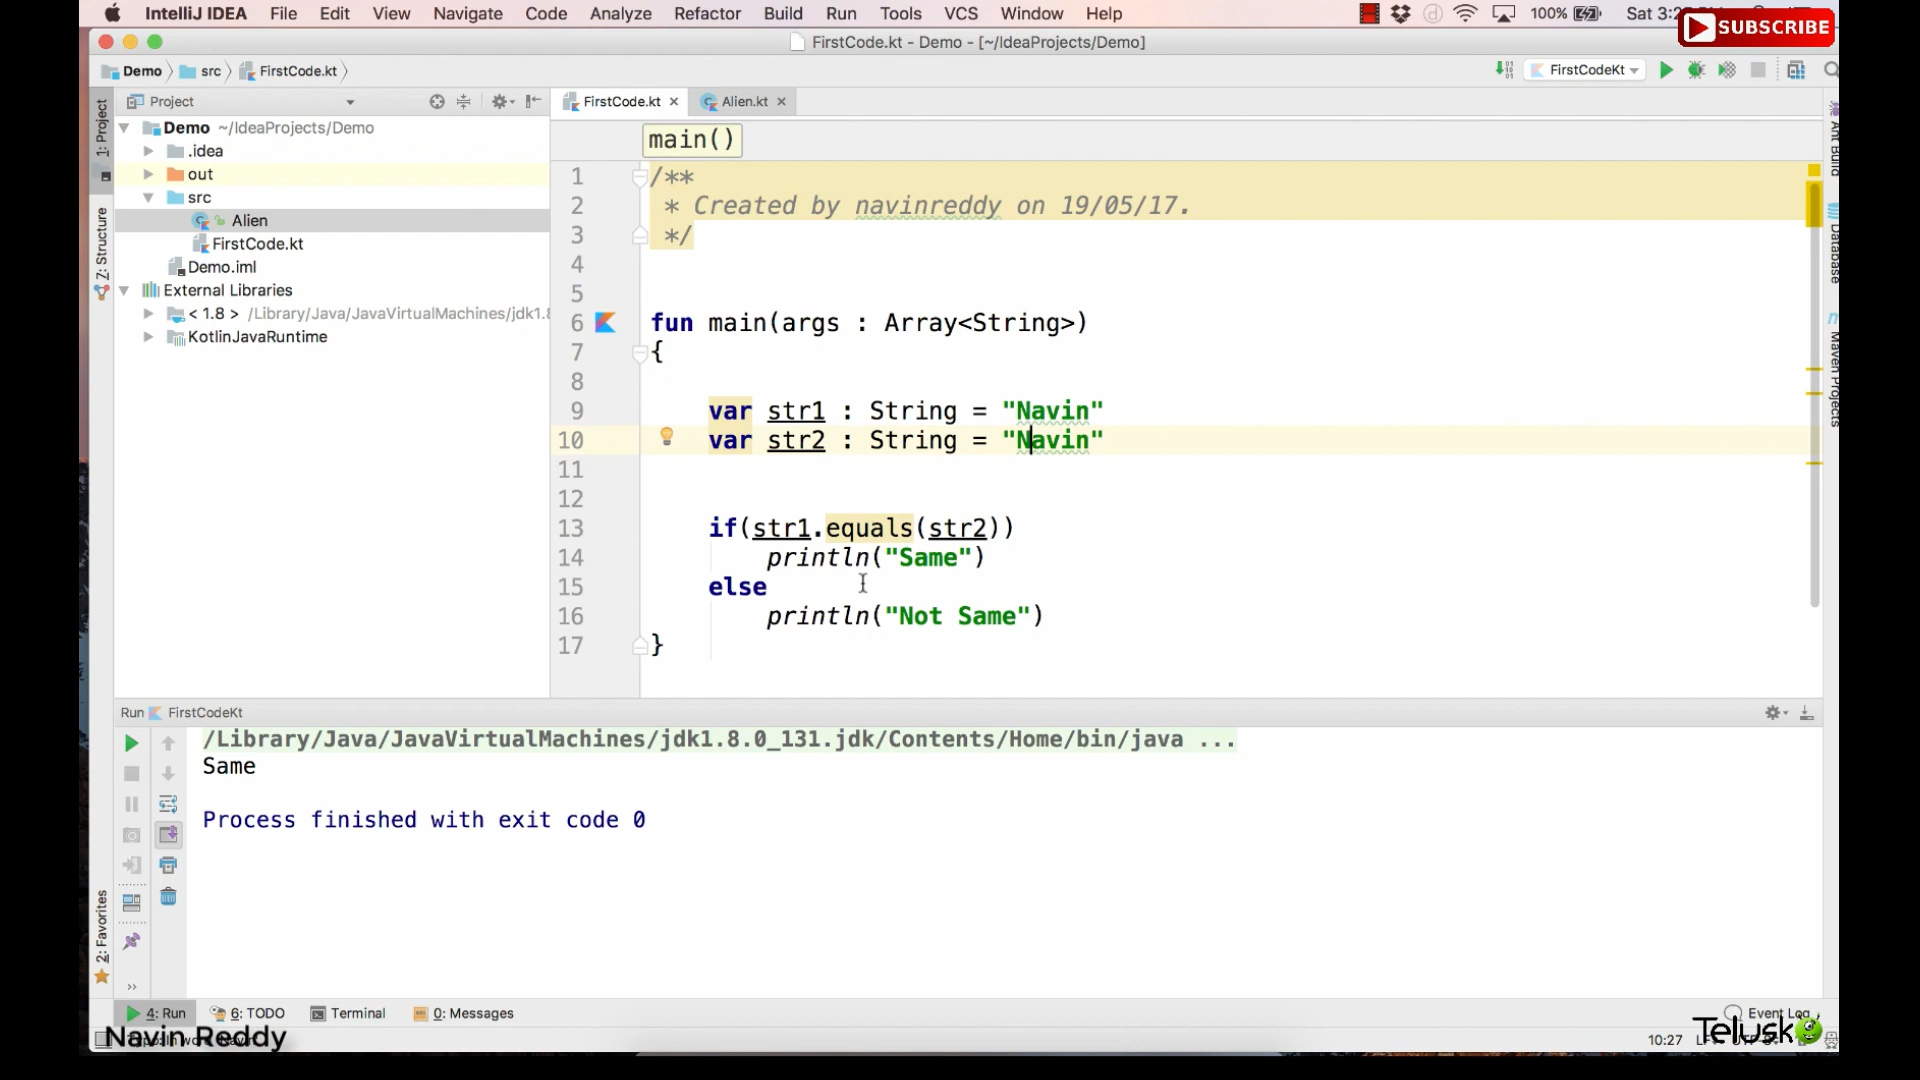 IntelliJ IDEA File Edit View Navigate Code Analyze Refactor Build Run Tools VCS Window Help 100% Sat
SUBSCRIBE
FirstCode.kt - Demo - [~/IdeaProjects/Demo]
Demo src FirstCode.kt FirstCodeKt
1: Project
Project
FirstCode.kt Alien.kt
Demo ~/IdeaProjects/Demo
.idea
out
src
Alien
FirstCode.kt
Demo.iml
External Libraries
< 1.8 > /Library/Java/JavaVirtualMachines/jdk1.8
KotlinJavaRuntime
Z: Structure
main()
1 /**
2 * Created by navinreddy on 19/05/17.
3 */
4
5
6 fun main(args : Array<String>)
7 {
8
9 var str1 : String = "Navin"
10 var str2 : String = "Navin"
11
12
13 if(str1.equals(str2))
14 println("Same")
15 else
16 println("Not Same")
17 }
Ant Build
Database
Maven Projects
Run FirstCodeKt
/Library/Java/JavaVirtualMachines/jdk1.8.0_131.jdk/Contents/Home/bin/java ...
Same
Process finished with exit code 0
2: Favorites
4: Run 6: TODO Terminal 0: Messages Event Log
Navin Reddy
10:27
Telusko